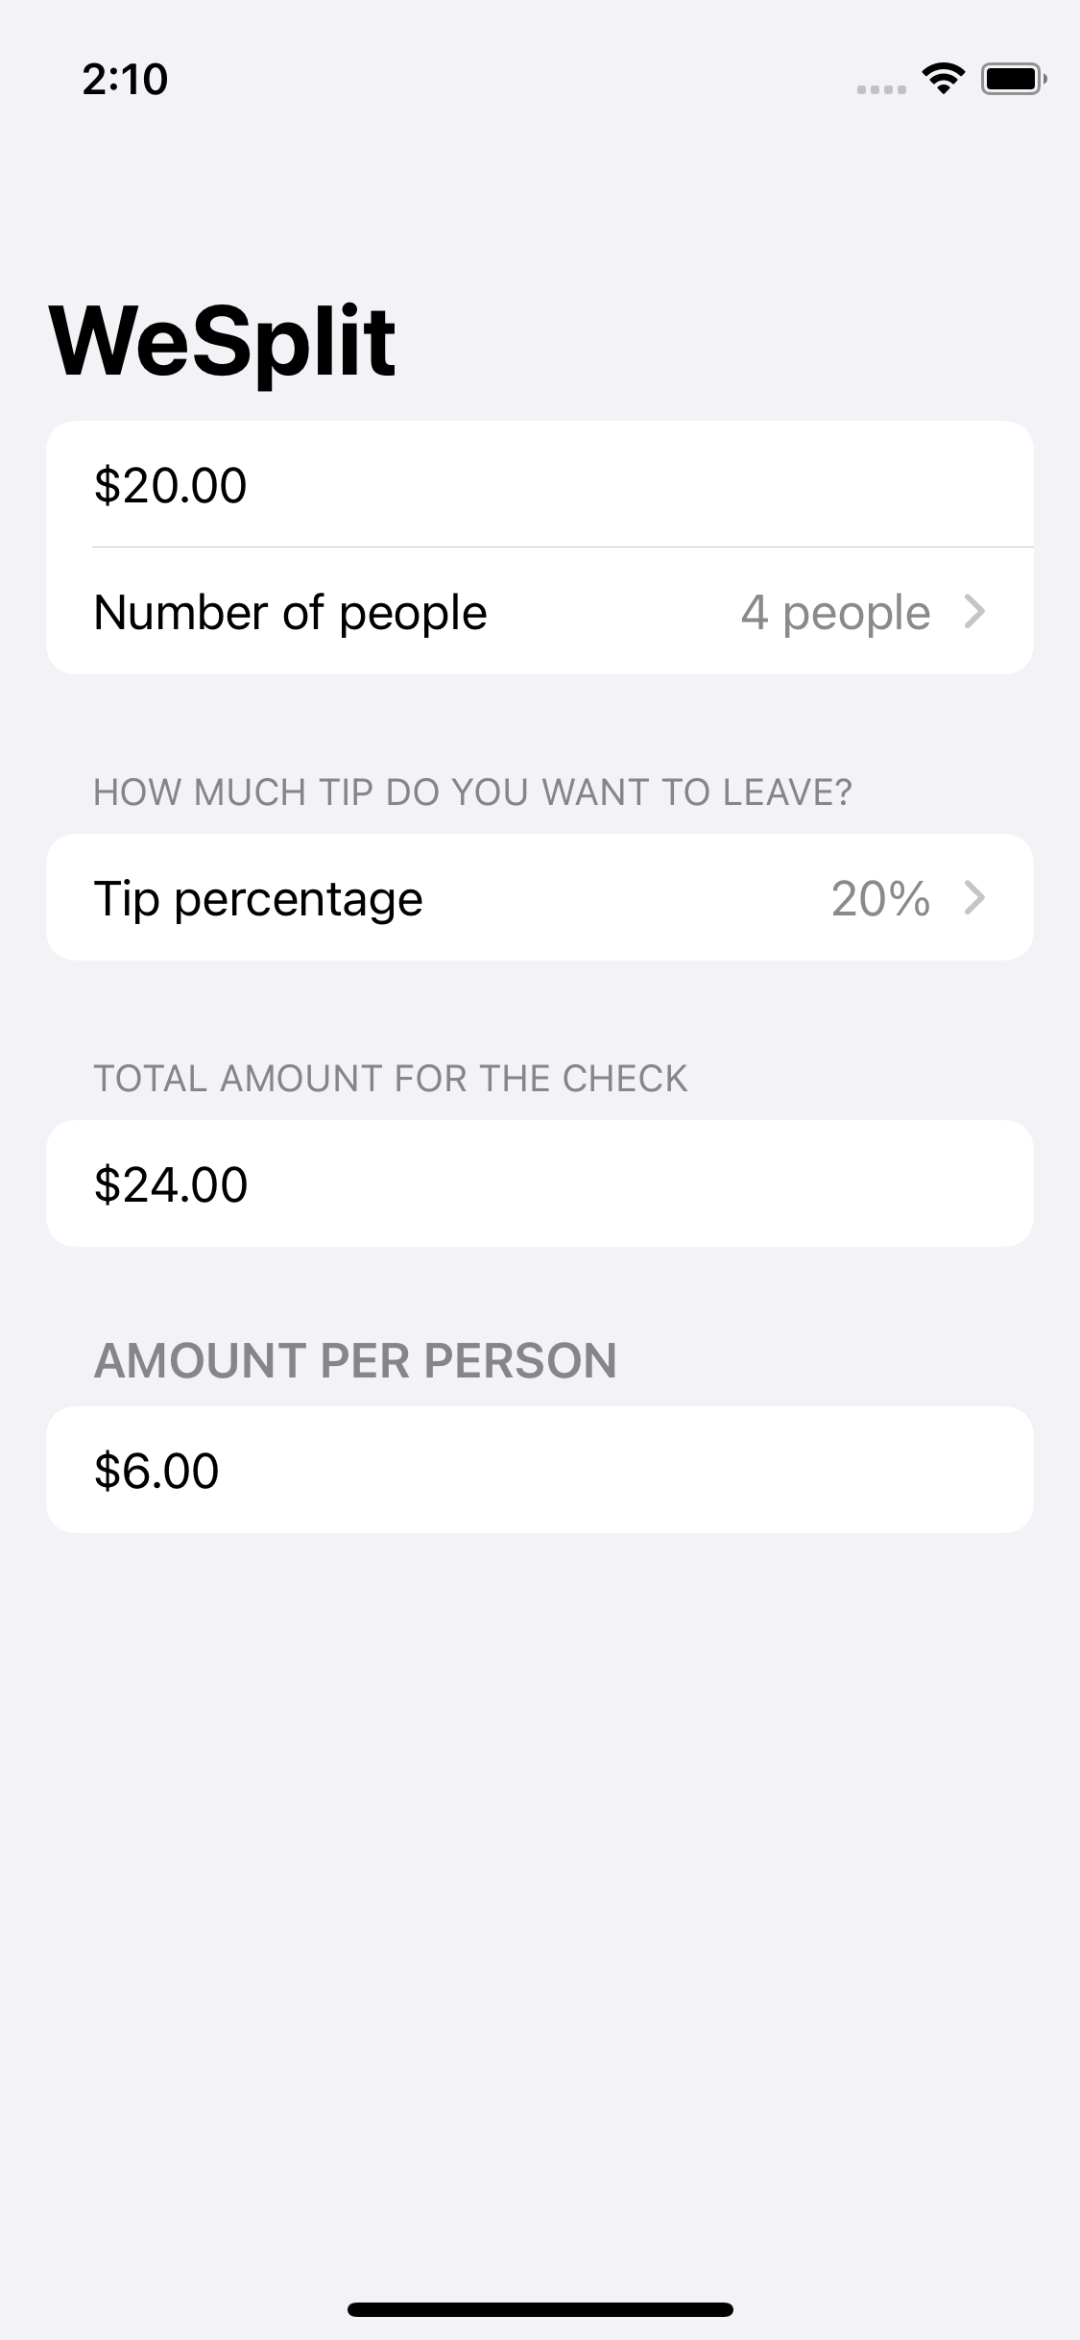 2:10
WeSplit
$20.00
Number of people 4 people
HOW MUCH TIP DO YOU WANT TO LEAVE?
Tip percentage 20%
TOTAL AMOUNT FOR THE CHECK
$24.00
AMOUNT PER PERSON
$6.00